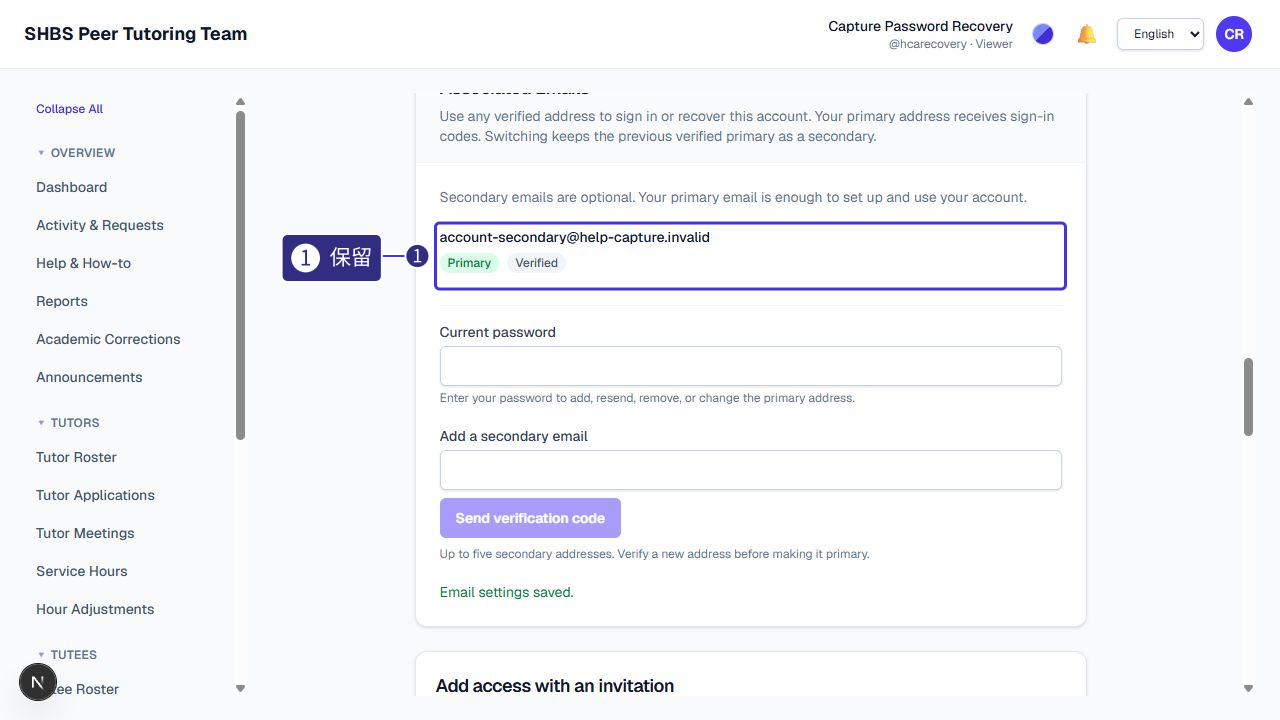 SHBS Peer Tutoring Team
Capture Password Recovery
@hcarecovery · Viewer
English
CR
Collapse All
OVERVIEW
Dashboard
Activity & Requests
Help & How-to
Reports
Academic Corrections
Announcements
TUTORS
Tutor Roster
Tutor Applications
Tutor Meetings
Service Hours
Hour Adjustments
TUTEES
N
Use any verified address to sign in or recover this account. Your primary address receives sign-in
codes. Switching keeps the previous verified primary as a secondary.
Secondary emails are optional. Your primary email is enough to set up and use your account.
1 保留
1
account-secondary@help-capture.invalid
Primary
Verified
Current password
Enter your password to add, resend, remove, or change the primary address.
Add a secondary email
Send verification code
Up to five secondary addresses. Verify a new address before making it primary.
Email settings saved.
Add access with an invitation